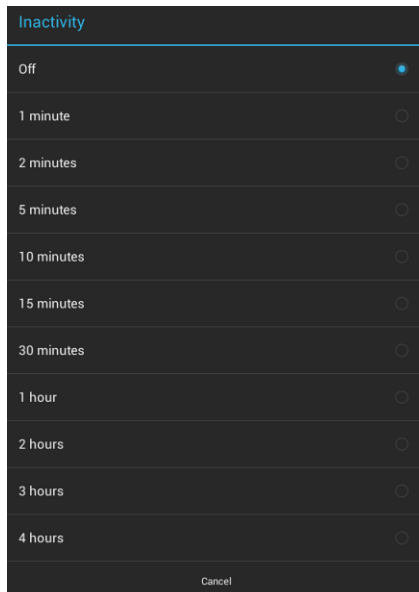 Inactivity
Off
1 minute
2 minutes
5 minutes
10 minutes
15 minutes
30 minutes
1 hour
2 hours
3 hours
4 hours
Cancel